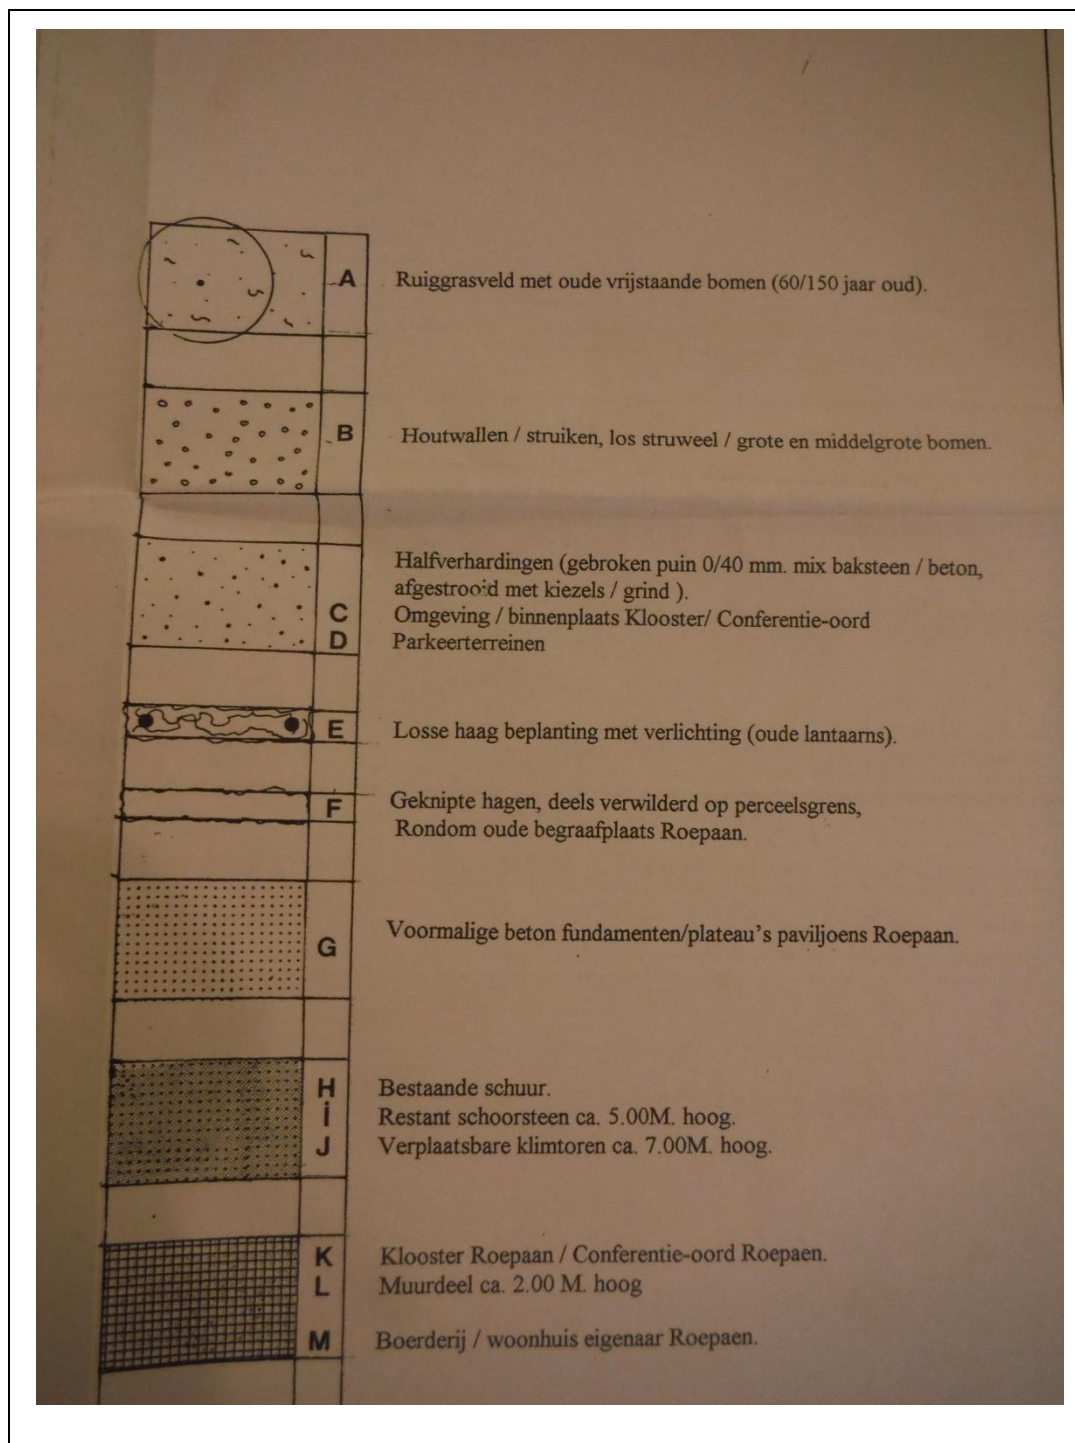 A Ruiggrasveld met oude vrijstaande bomen (60/150 jaar oud).
B Houtwallen / struiken, los struweel / grote en middelgrote bomen.
Halfverhardingen (gebroken puin 0/40 mm. mix baksteen / beton,
afgestrooid met kiezels / grind ).
C Omgeving / binnenplaats Klooster/ Conferentie-oord
D Parkeerterreinen
E Losse haag beplanting met verlichting (oude lantaarns).
F Geknipte hagen, deels verwilderd op perceelsgrens,
Rondom oude begraafplaats Roepaan.
G Voormalige beton fundamenten/plateau's paviljoens Roepaan.
H Bestaande schuur.
i Restant schoorsteen ca. 5.00M. hoog.
J Verplaatsbare klimtoren ca. 7.00M. hoog.
K Klooster Roepaan / Conferentie-oord Roepaen.
L Muurdeel ca. 2.00 M. hoog
M Boerderij / woonhuis eigenaar Roepaen.